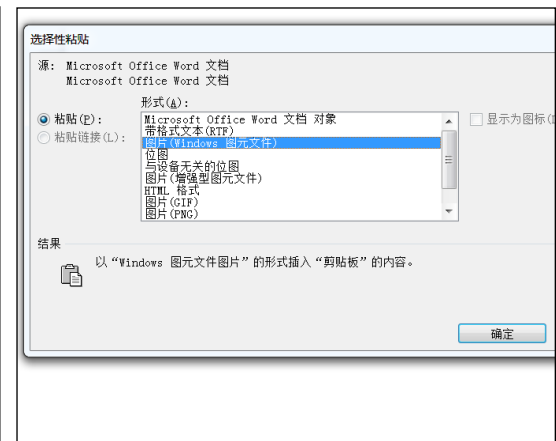 选择性粘贴
源: Microsoft Office Word 文档
Microsoft Office Word 文档
形式(A):
粘贴(P):
粘贴链接(L):
Microsoft Office Word 文档 对象
带格式文本(RTF)
图片(Windows 图元文件)
位图
与设备无关的位图
图片(增强型图元文件)
HTML 格式
图片(GIF)
图片(PNG)
显示为图标(
结果
以“Windows 图元文件图片”的形式插入“剪贴板”的内容。
确定